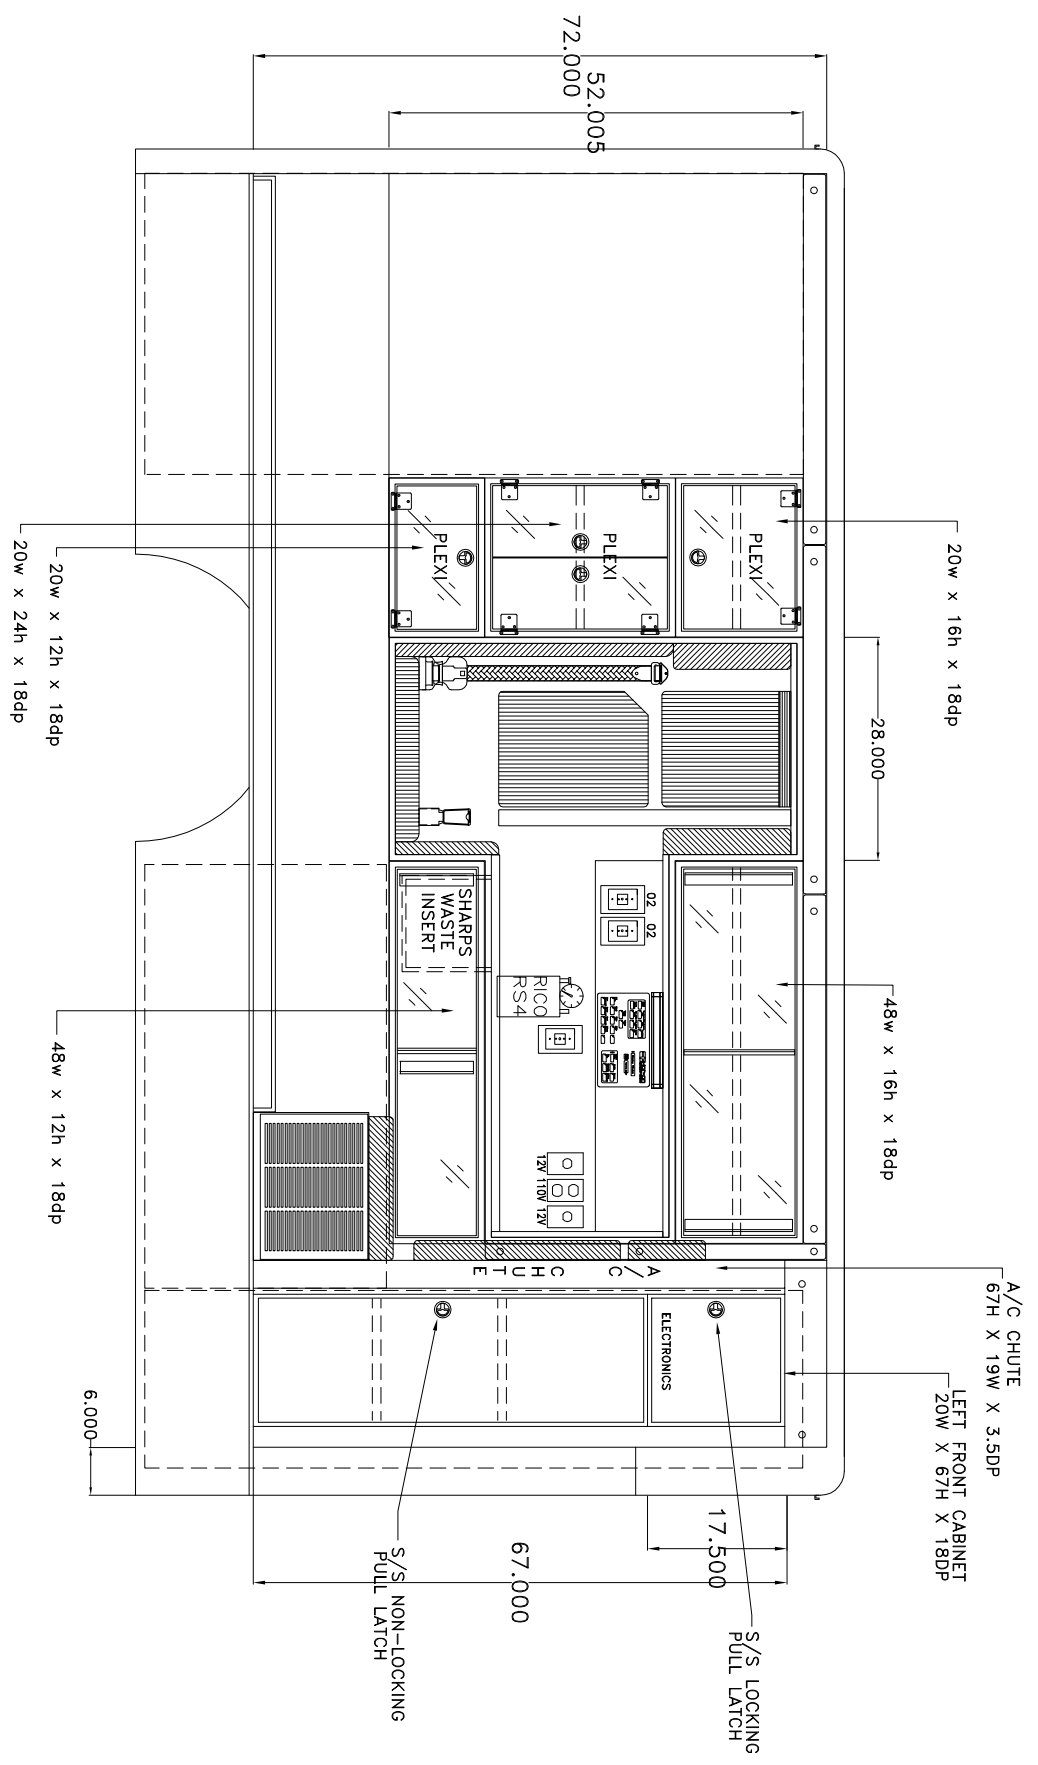 72.000
52.005
20w x 16h x 18dp
28.000
48w x 16h x 18dp
A/C CHUTE
67H X 19W X 3.5DP
LEFT FRONT CABINET
20W X 67H X 18DP
PLEXI
PLEXI
PLEXI
O2
O2
RICO
RS4
SHARPS
WASTE
INSERT
12V
110V
12V
A/C CHUTE
ELECTRONICS
20w x 12h x 18dp
20w x 24h x 18dp
48w x 12h x 18dp
6.000
17.500
67.000
S/S LOCKING
PULL LATCH
S/S NON-LOCKING
PULL LATCH